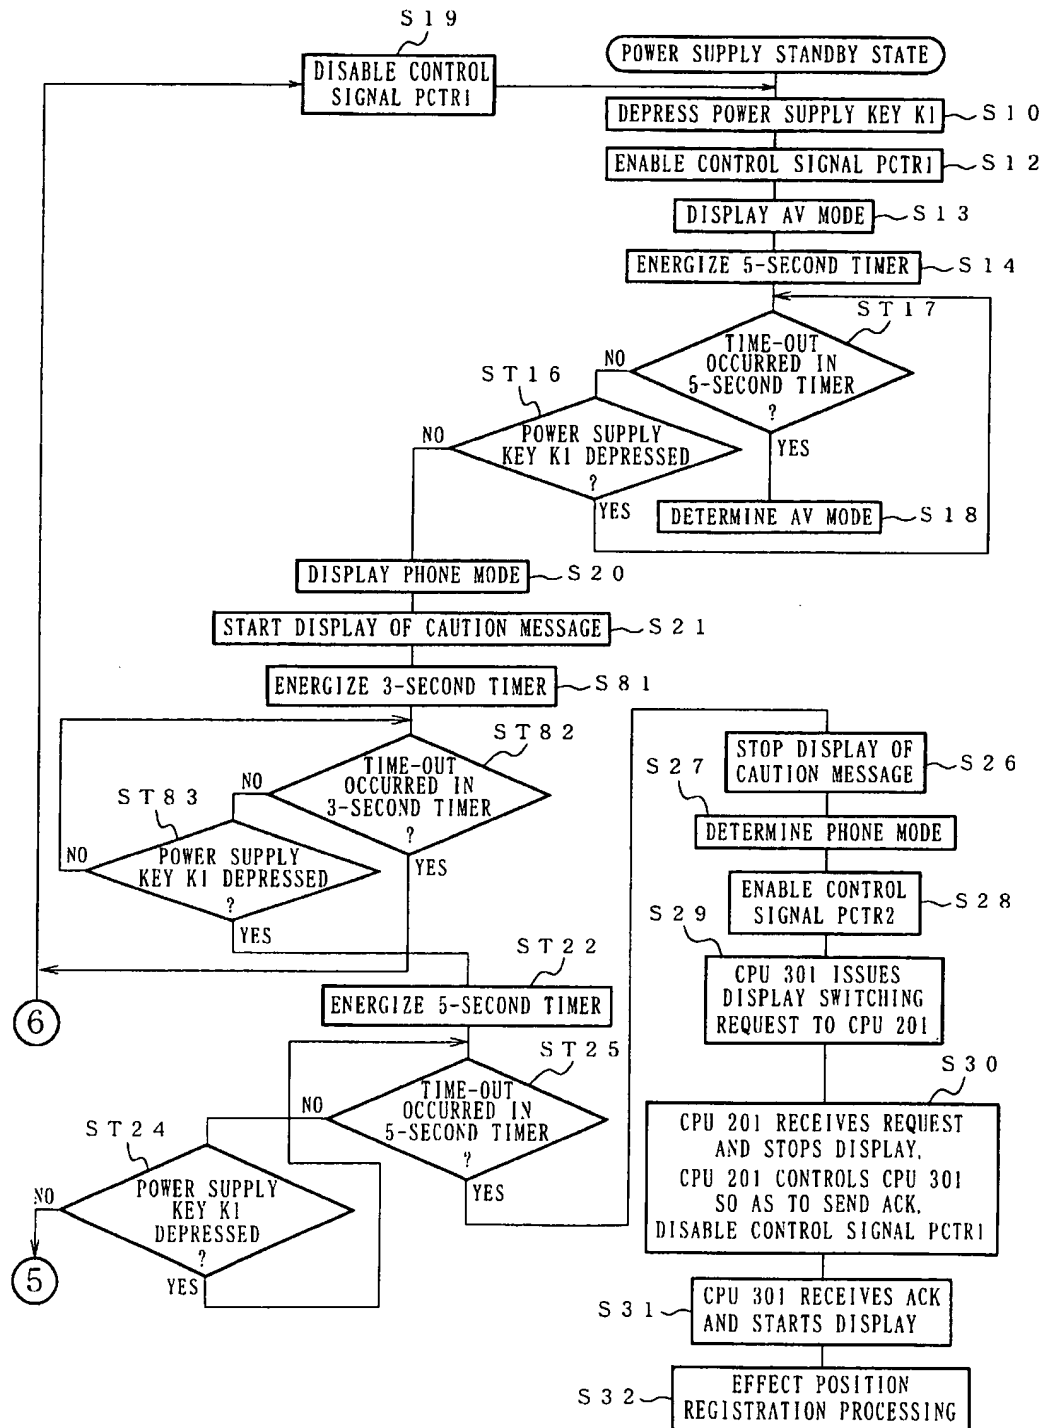 S19
DISABLE CONTROL
SIGNAL PCTR1
POWER SUPPLY STANDBY STATE
DEPRESS POWER SUPPLY KEY K1
S10
ENABLE CONTROL SIGNAL PCTR1
S12
DISPLAY AV MODE
S13
ENERGIZE 5-SECOND TIMER
S14
ST17
TIME-OUT
OCCURRED IN
5-SECOND TIMER
?
NO
YES
ST16
POWER SUPPLY
KEY K1 DEPRESSED
?
NO
YES
DETERMINE AV MODE
S18
DISPLAY PHONE MODE
S20
START DISPLAY OF CAUTION MESSAGE
S21
ENERGIZE 3-SECOND TIMER
S81
ST82
TIME-OUT
OCCURRED IN
3-SECOND TIMER
?
NO
YES
ST83
POWER SUPPLY
KEY K1 DEPRESSED
?
NO
YES
6
ST22
ENERGIZE 5-SECOND TIMER
ST25
TIME-OUT
OCCURRED IN
5-SECOND TIMER
?
NO
YES
ST24
POWER SUPPLY
KEY K1
DEPRESSED
?
NO
YES
5
STOP DISPLAY OF
CAUTION MESSAGE
S26
S27
DETERMINE PHONE MODE
ENABLE CONTROL
SIGNAL PCTR2
S28
S29
CPU 301 ISSUES
DISPLAY SWITCHING
REQUEST TO CPU 201
S30
CPU 201 RECEIVES REQUEST
AND STOPS DISPLAY,
CPU 201 CONTROLS CPU 301
SO AS TO SEND ACK,
DISABLE CONTROL SIGNAL PCTR1
S31
CPU 301 RECEIVES ACK
AND STARTS DISPLAY
S32
EFFECT POSITION
REGISTRATION PROCESSING